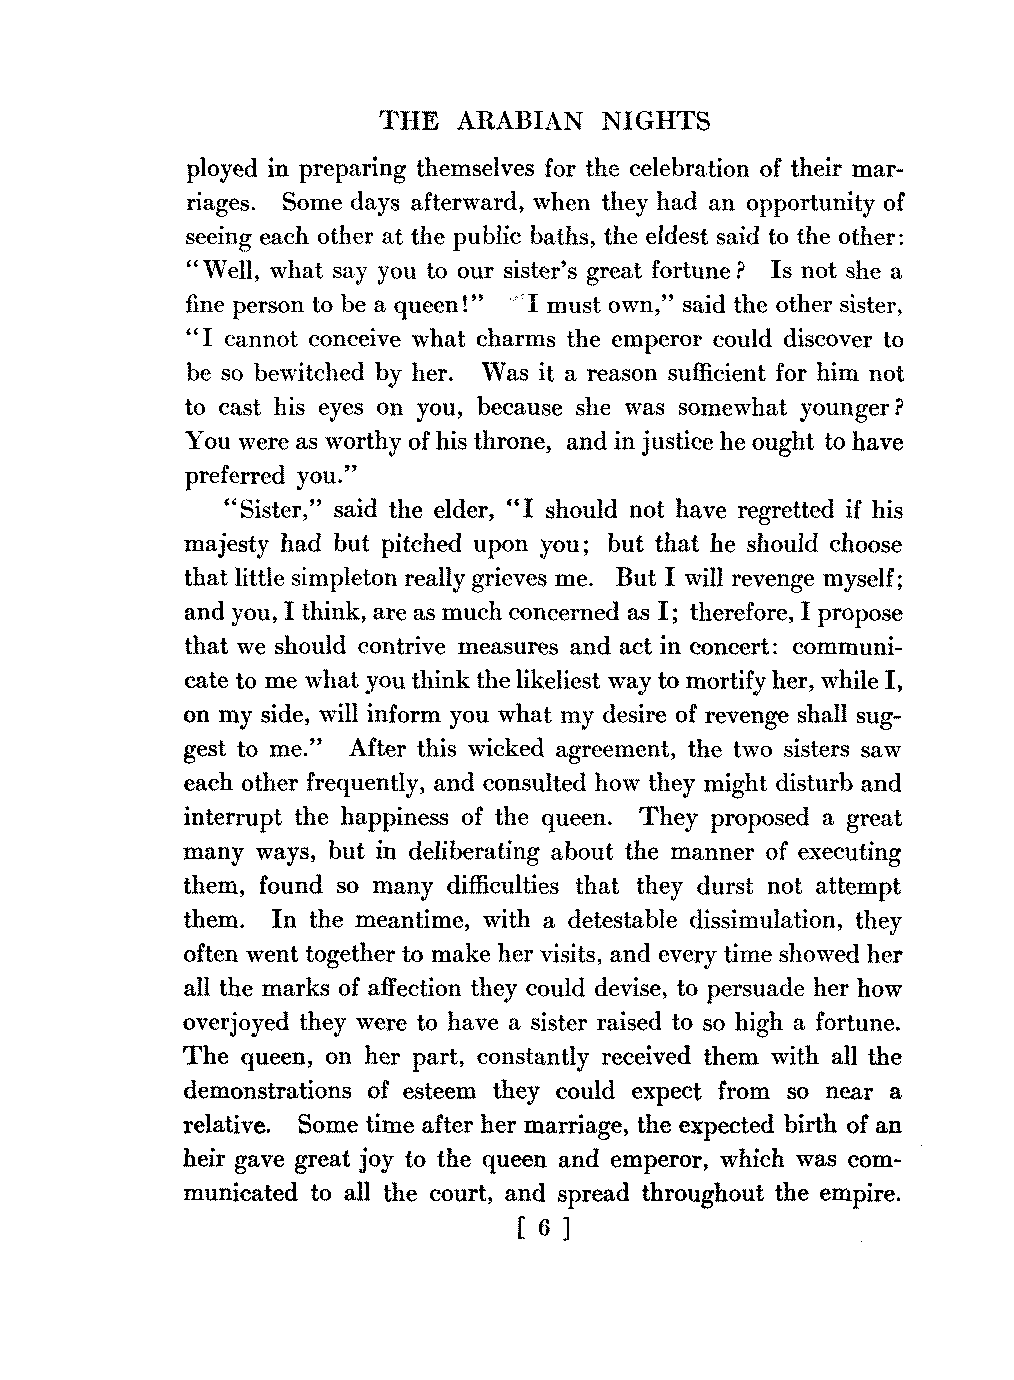 THE ARABIAN NIGHTS
ployed in preparing themselves for the celebration of their mar-
riages. Some days afterward, when they had an opportunity of
seeing each other at the public baths, the eldest said to the other:
“Well, what say you to our sister’s great fortune? Is not she a
fine person to be a queen!” “I must own,” said the other sister,
“I cannot conceive what charms the emperor could discover to
be so bewitched by her. Was it a reason sufficient for him not
to cast his eyes on you, because she was somewhat younger?
You were as worthy of his throne, and in justice he ought to have
preferred you.”
“Sister,” said the elder, “I should not have regretted if his
majesty had but pitched upon you; but that he should choose
that little simpleton really grieves me. But I will revenge myself;
and you, I think, are as much concerned as I; therefore, I propose
that we should contrive measures and act in concert: communi-
cate to me what you think the likeliest way to mortify her, while I,
on my side, will inform you what my desire of revenge shall sug-
gest to me.” After this wicked agreement, the two sisters saw
each other frequently, and consulted how they might disturb and
interrupt the happiness of the queen. They proposed a great
many ways, but in deliberating about the manner of executing
them, found so many difficulties that they durst not attempt
them. In the meantime, with a detestable dissimulation, they
often went together to make her visits, and every time showed her
all the marks of affection they could devise, to persuade her how
overjoyed they were to have a sister raised to so high a fortune.
The queen, on her part, constantly received them with all the
demonstrations of esteem they could expect from so near a
relative. Some time after her marriage, the expected birth of an
heir gave great joy to the queen and emperor, which was com-
municated to all the court, and spread throughout the empire.
[ 6 ]